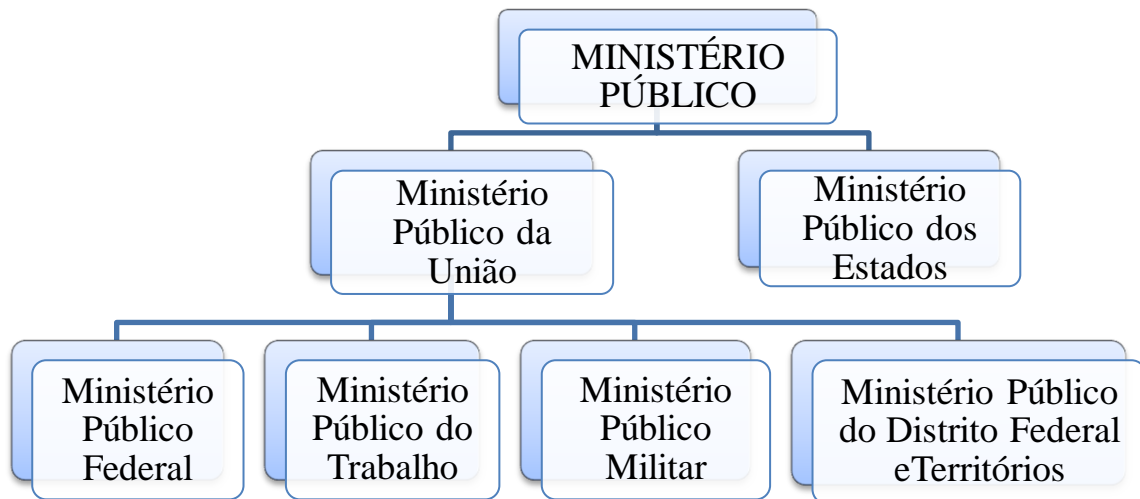 MINISTÉRIO
PÚBLICO
Ministério
Público da
União
Ministério
Público dos
Estados
Ministério
Público
Federal
Ministério
Público do
Trabalho
Ministério
Público
Militar
Ministério Público
do Distrito Federal
eTerritórios